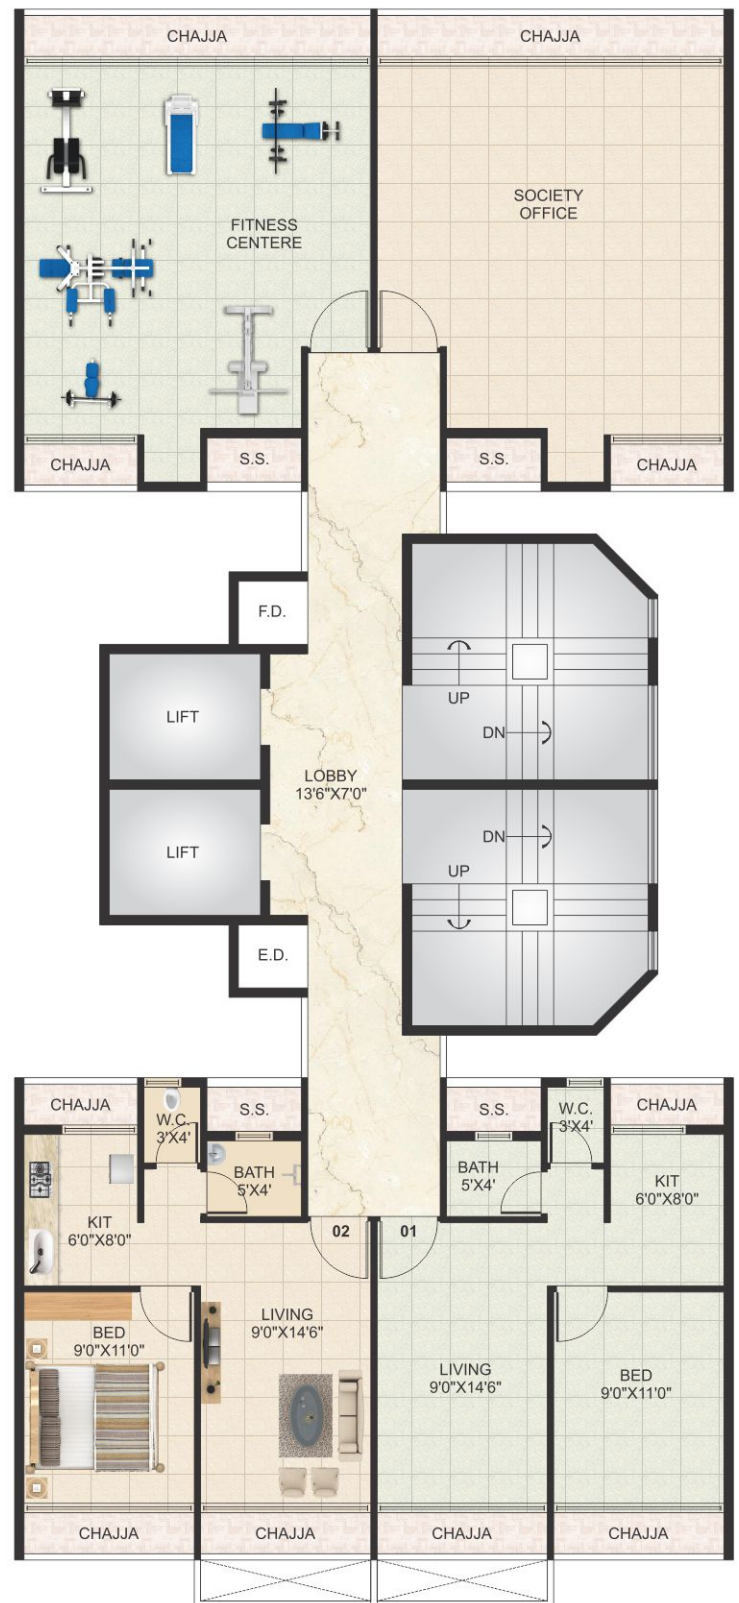 CHAJJA
CHAJJA
SOCIETY
OFFICE
FITNESS
CENTERE
CHAJJA
S.S.
S.S.
CHAJJA
F.D.
UP
LIFT
DN
LOBBY
13'6"X7'0"
DN
LIFT
UP
E.D.
CHAJJA
W.C.
3'X4'
S.S.
S.S.
W.C.
3'X4'
CHAJJA
BATH
5'X4'
BATH
5'X4'
KIT
6'0"X8'0"
KIT
6'0"X8'0"
02
01
LIVING
9'0"X14'6"
BED
9'0"X11'0"
LIVING
9'0"X14'6"
BED
9'0"X11'0"
CHAJJA
CHAJJA
CHAJJA
CHAJJA